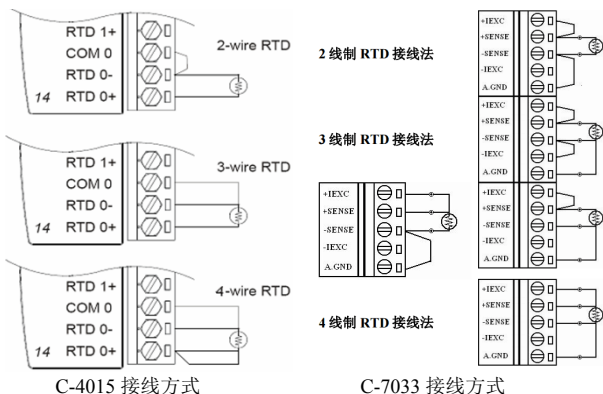 RTD 1+
COM 0
RTD 0-
14 RTD 0+
2-wire RTD
RTD 1+
COM 0
RTD 0-
14 RTD 0+
3-wire RTD
RTD 1+
COM 0
RTD 0-
14 RTD 0+
4-wire RTD
C-4015 接线方式
2 线制 RTD 接线法
+IEXC
+SENSE
-SENSE
-IEXC
A.GND
3 线制 RTD 接线法
+IEXC
+SENSE
-SENSE
-IEXC
A.GND
+IEXC
+SENSE
-SENSE
-IEXC
A.GND
+IEXC
+SENSE
-SENSE
-IEXC
A.GND
4 线制 RTD 接线法
+IEXC
+SENSE
-SENSE
-IEXC
A.GND
C-7033 接线方式